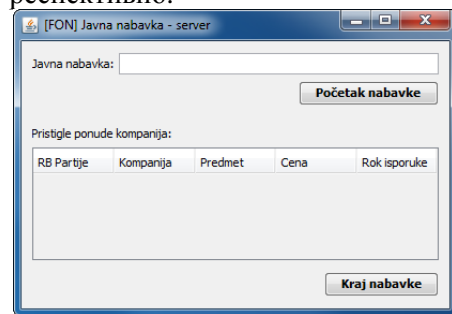 респективно.
[FON] Javna nabavka - server
Javna nabavka:
Početak nabavke
Pristigle ponude kompanija:
RB Partije Kompanija Predmet Cena Rok isporuke
Kraj nabavke